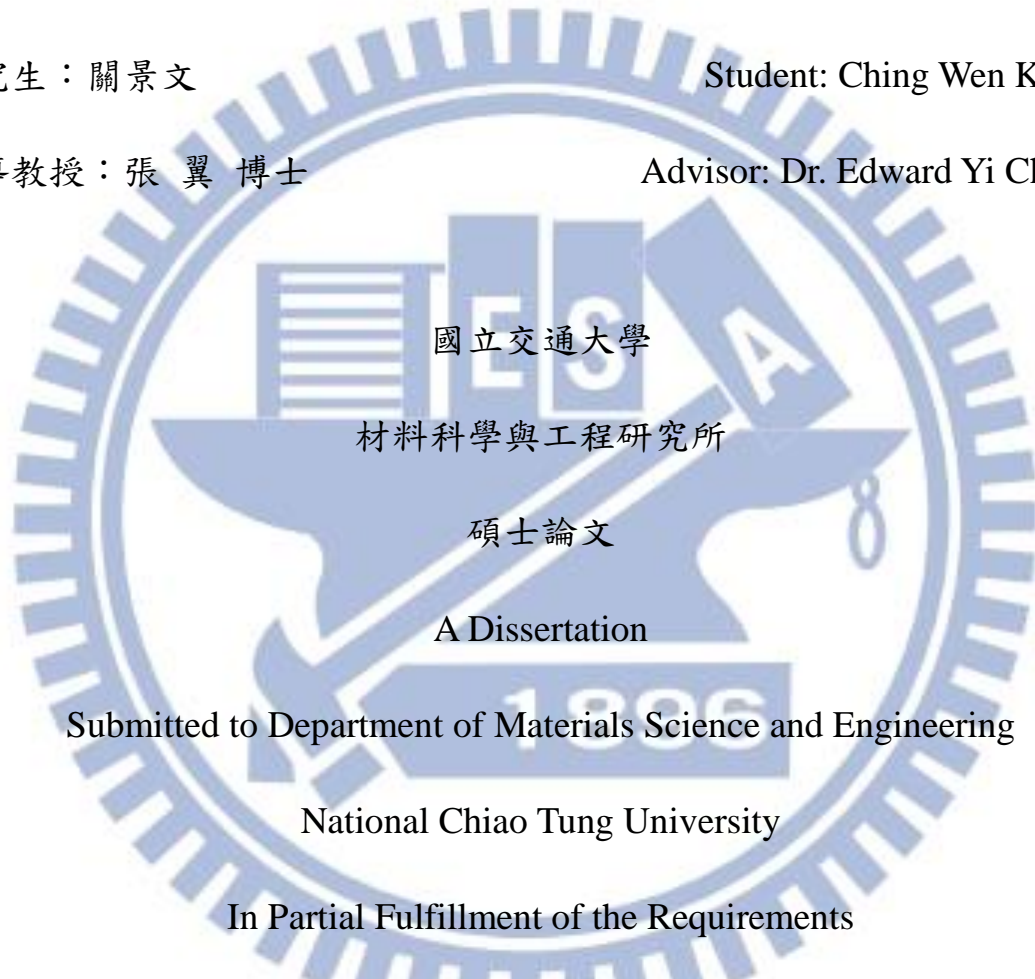 究生：關景文 Student: Ching Wen K
教授：張 翼 博士 Advisor: Dr. Edward Yi Ch
E S A
國立交通大學
材料科學與工程研究所
碩士論文
A Dissertation
1896
Submitted to Department of Materials Science and Engineering
National Chiao Tung University
In Partial Fulfillment of the Requirements